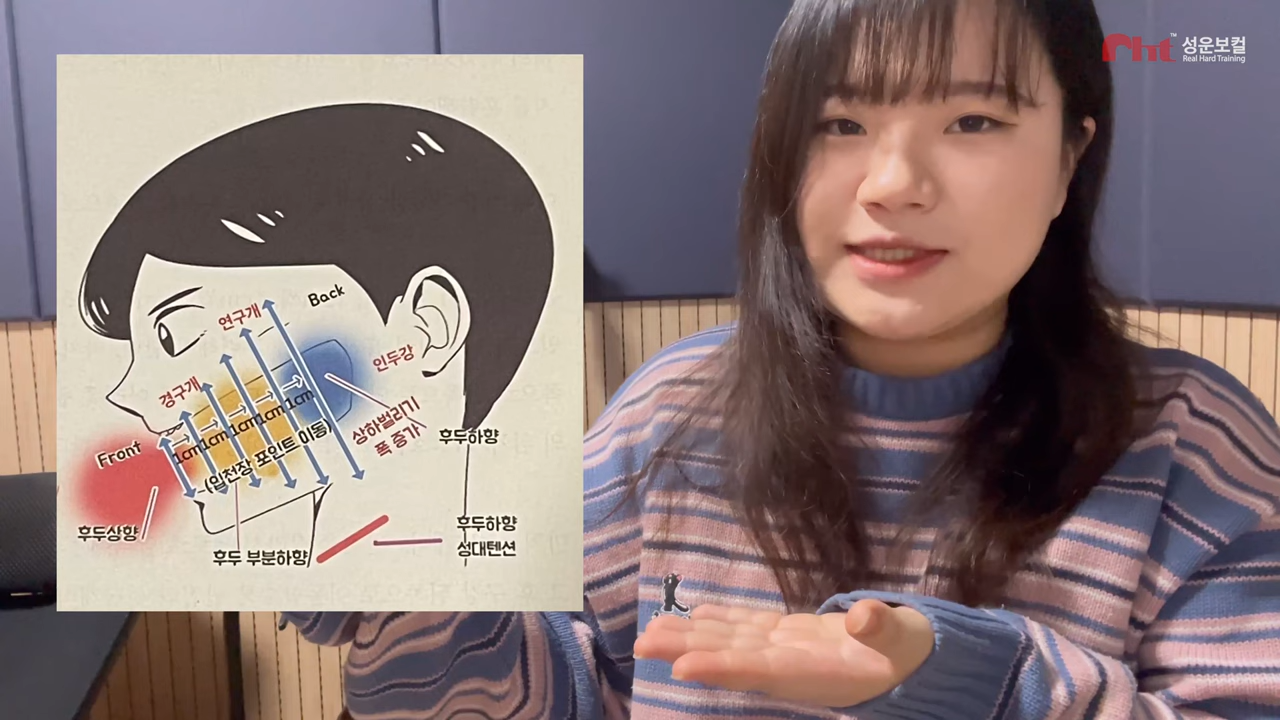 Rht™ 성운보컬
Real Hard Training
Back
연구개
인두강
경구개
1cm 1cm 1cm 1cm 1cm
(입천장 포인트 이동)
상하벌리기
폭 증가
Front
후두하향
후두상향
후두 부분하향
후두하향
성대텐션